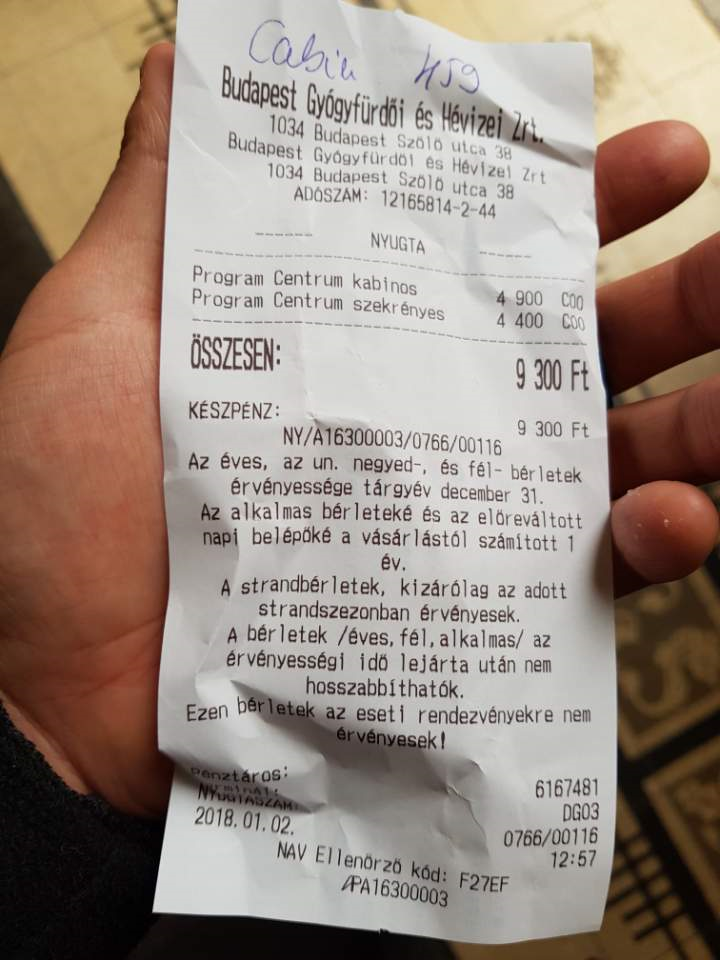 Cabin 459
Budapest Gyógyfürdői és Hévizei Zrt.
1034 Budapest Szőlő utca 38
Budapest Gyógyfürdői és Hévizei Zrt
1034 Budapest Szőlő utca 38
ADÓSZÁM: 12165814-2-44
------ NYUGTA ------
Program Centrum kabinos 4 900 C00
Program Centrum szekrényes 4 400 C00
ÖSSZESEN: 9 300 Ft
KÉSZPÉNZ: 9 300 Ft
NY/A16300003/0766/00116
Az éves, az un. negyed-, és fél- bérletek
érvényessége tárgyév december 31.
Az alkalmas bérleteké és az előreváltott
napi belépőké a vásárlástól számított 1
év.
A strandbérletek, kizárólag az adott
strandszezonban érvényesek.
A bérletek /éves, fél, alkalmas/ az
érvényességi idő lejárta után nem
hosszabbíthatók.
Ezen bérletek az eseti rendezvényekre nem
érvényesek!
Pénztáros: 6167481
DG03
NYUGTASZÁM: 0766/00116
2018.01.02. 12:57
NAV Ellenőrző kód: F27EF
APA16300003